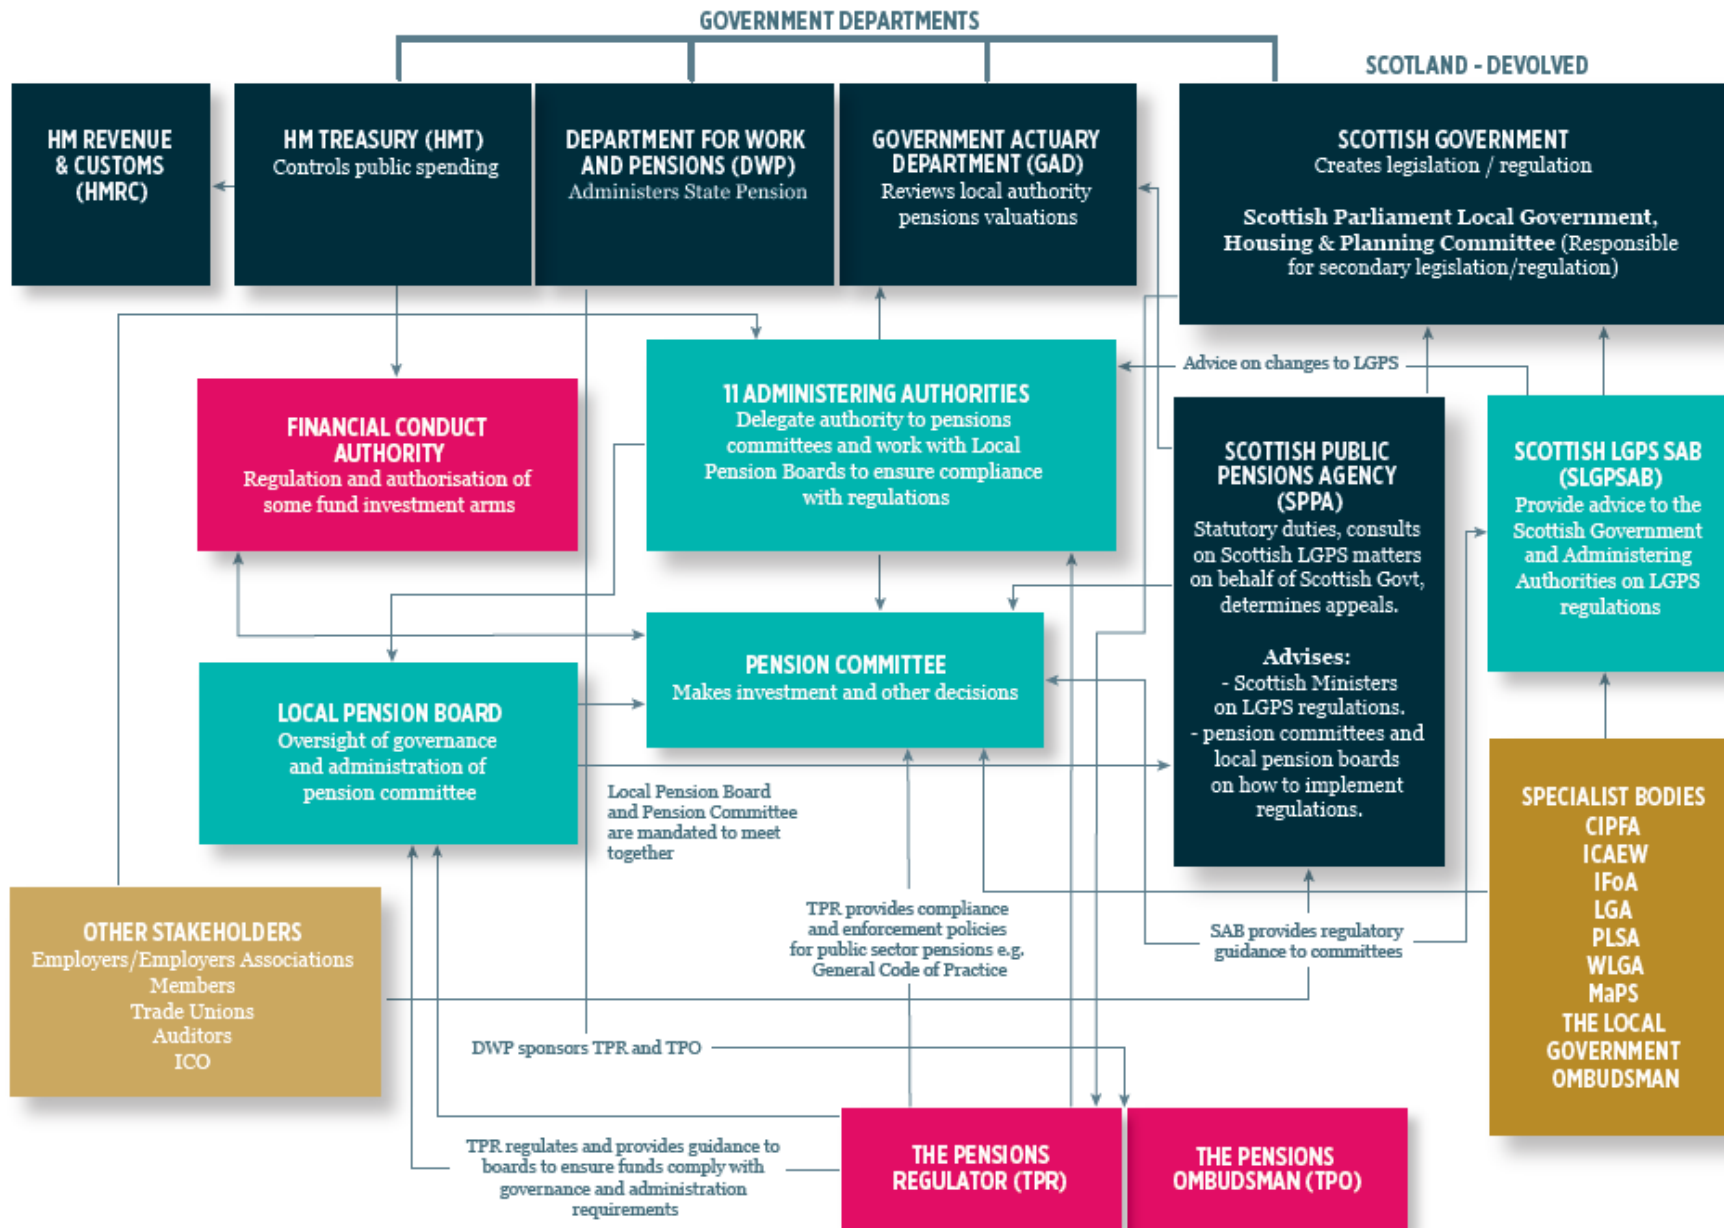 GOVERNMENT DEPARTMENTS
SCOTLAND - DEVOLVED
HM REVENUE
& CUSTOMS
(HMRC)
HM TREASURY (HMT)
Controls public spending
DEPARTMENT FOR WORK
AND PENSIONS (DWP)
Administers State Pension
GOVERNMENT ACTUARY
DEPARTMENT (GAD)
Reviews local authority
pensions valuations
SCOTTISH GOVERNMENT
Creates legislation / regulation
Scottish Parliament Local Government,
Housing & Planning Committee (Responsible
for secondary legislation/regulation)
FINANCIAL CONDUCT
AUTHORITY
Regulation and authorisation of
some fund investment arms
11 ADMINISTERING AUTHORITIES
Delegate authority to pensions
committees and work with Local
Pension Boards to ensure compliance
with regulations
Advice on changes to LGPS
SCOTTISH PUBLIC
PENSIONS AGENCY
(SPPA)
Statutory duties, consults
on Scottish LGPS matters
on behalf of Scottish Govt,
determines appeals.
Advises:
- Scottish Ministers
on LGPS regulations.
- pension committees and
local pension boards
on how to implement
regulations.
SCOTTISH LGPS SAB
(SLGPSAB)
Provide advice to the
Scottish Government
and Administering
Authorities on LGPS
regulations
PENSION COMMITTEE
Makes investment and other decisions
LOCAL PENSION BOARD
Oversight of governance
and administration of
pension committee
Local Pension Board
and Pension Committee
are mandated to meet
together
SPECIALIST BODIES
CIPFA
ICAEW
IFoA
LGA
PLSA
WLGA
MaPS
THE LOCAL
GOVERNMENT
OMBUDSMAN
OTHER STAKEHOLDERS
Employers/Employers Associations
Members
Trade Unions
Auditors
ICO
TPR provides compliance
and enforcement policies
for public sector pensions e.g.
General Code of Practice
SAB provides regulatory
guidance to committees
DWP sponsors TPR and TPO
TPR regulates and provides guidance to
boards to ensure funds comply with
governance and administration
requirements
THE PENSIONS
REGULATOR (TPR)
THE PENSIONS
OMBUDSMAN (TPO)